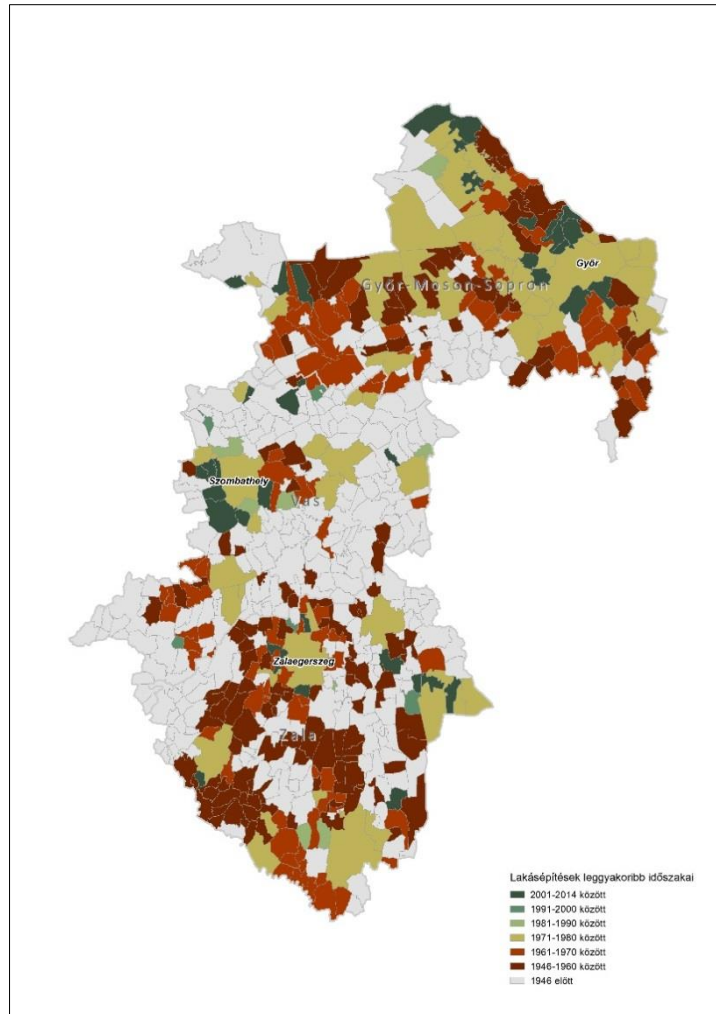 Győr
Győr-Moson-Sopron
Szombathely
Vas
Zalaegerszeg
Zala
Lakásépítések leggyakoribb időszakai
2001-2014 között
1991-2000 között
1981-1990 között
1971-1980 között
1961-1970 között
1946-1960 között
1946 előtt